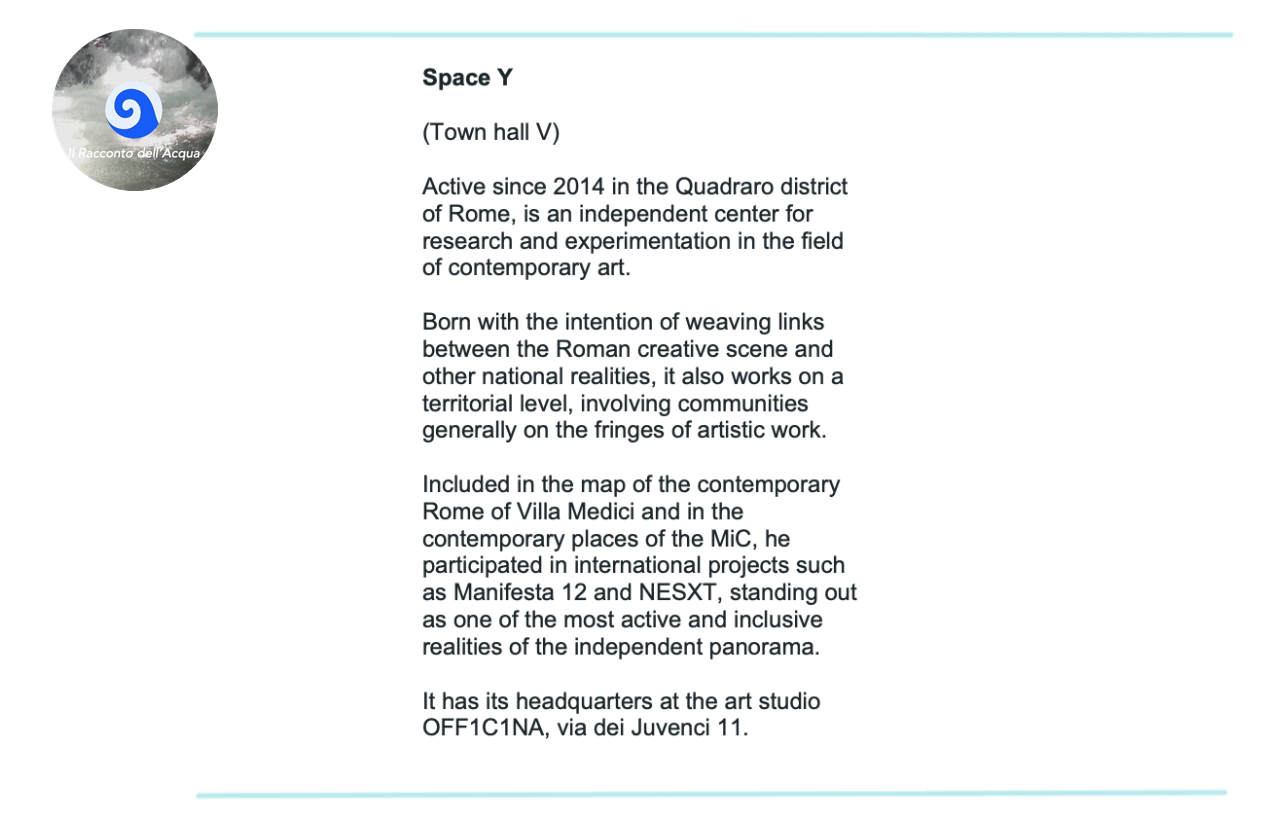 Il Racconto dell'Acqua
Space Y
(Town hall V)
Active since 2014 in the Quadraro district
of Rome, is an independent center for
research and experimentation in the field
of contemporary art.
Born with the intention of weaving links
between the Roman creative scene and
other national realities, it also works on a
territorial level, involving communities
generally on the fringes of artistic work.
Included in the map of the contemporary
Rome of Villa Medici and in the
contemporary places of the MiC, he
participated in international projects such
as Manifesta 12 and NESXT, standing out
as one of the most active and inclusive
realities of the independent panorama.
It has its headquarters at the art studio
OFF1C1NA, via dei Juvenci 11.